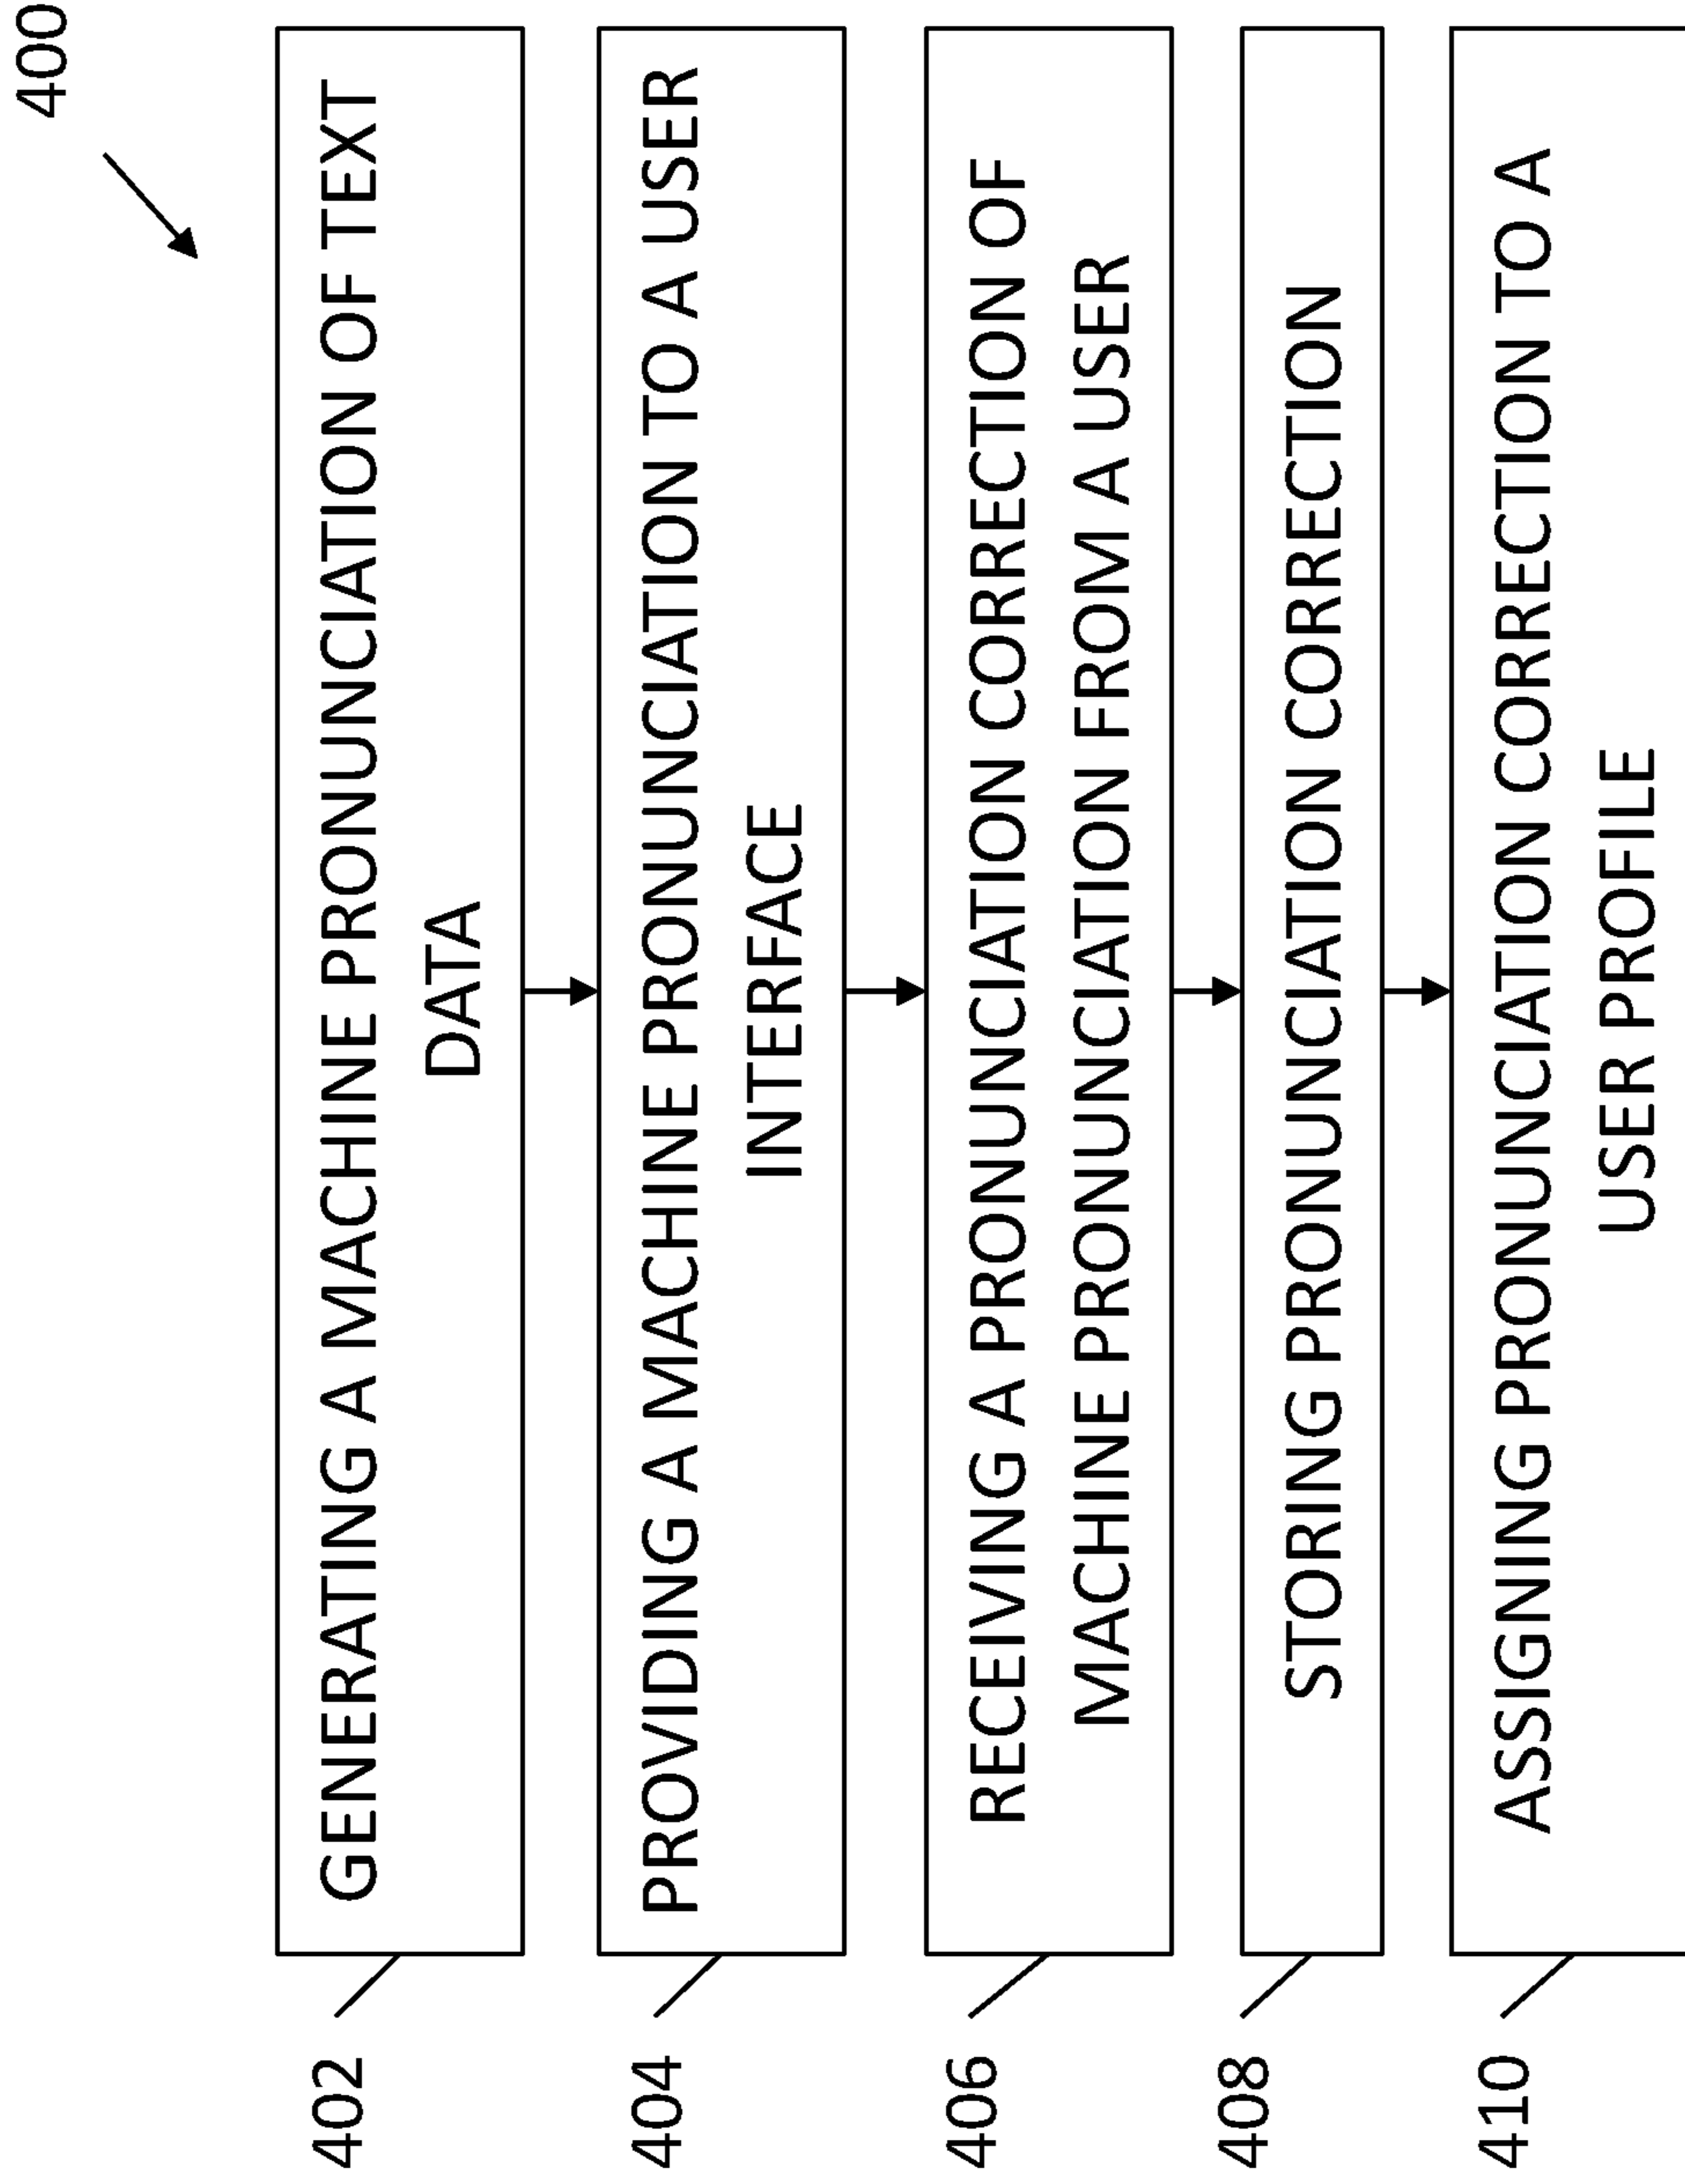 400
402
GENERATING A MACHINE PRONUNCIATION OF TEXT
DATA
404
PROVIDING A MACHINE PRONUNCIATION TO A USER
INTERFACE
406
RECEIVING A PRONUNCIATION CORRECTION OF
MACHINE PRONUNCIATION FROM A USER
408
STORING PRONUNCIATION CORRECTION
410
ASSIGNING PRONUNCIATION CORRECTION TO A
USER PROFILE